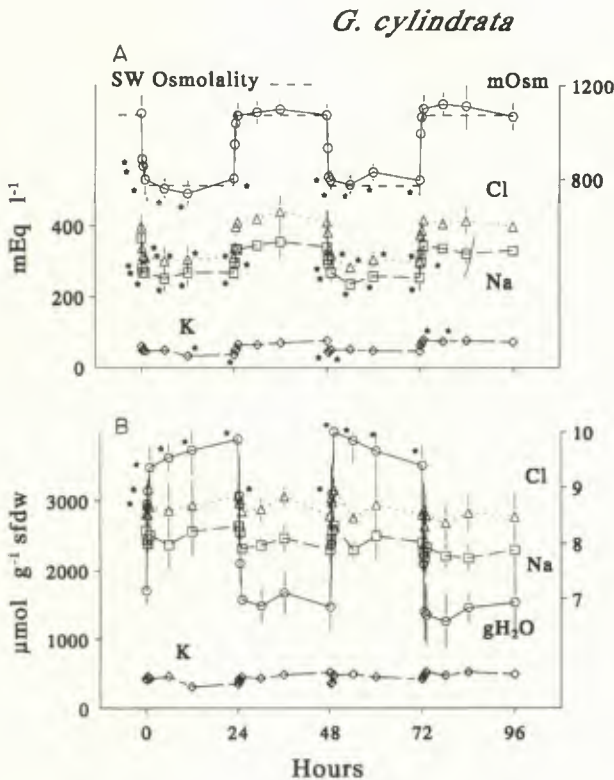 G. cylindrata
A
SW Osmolality
mOsm
1200
800
Cl
Na
K
mEq l⁻¹
400
200
0
B
10
9
8
7
Cl
Na
gH₂O
K
µmol g⁻¹ sfdw
3000
2000
1000
0
0 24 48 72 96
Hours